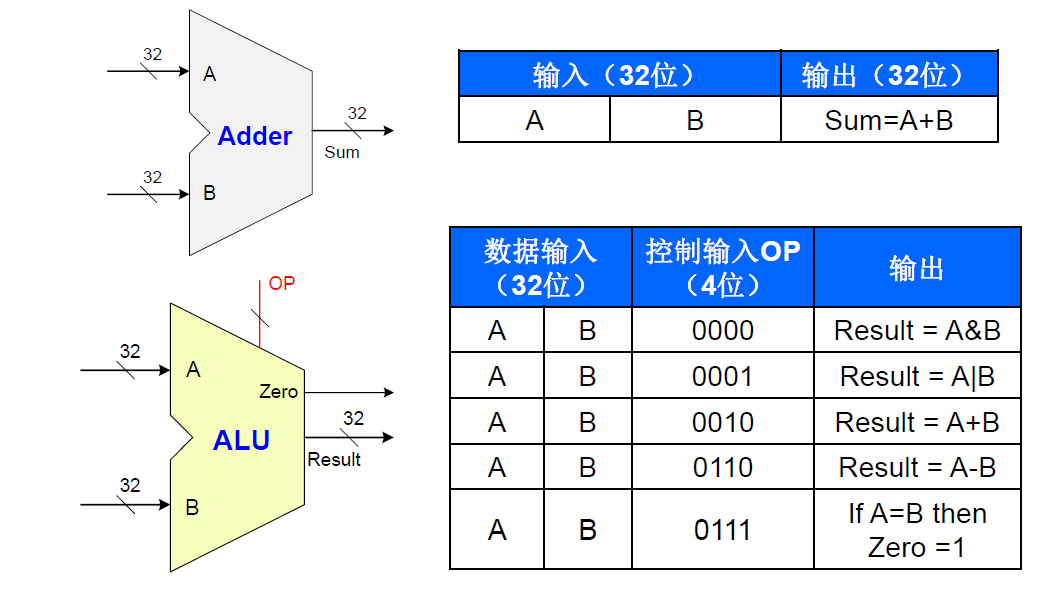 32
A
Adder
32
Sum
32
B
输入（32位） 输出（32位）
A B Sum=A+B
OP
32
A
Zero
32
ALU
Result
32
B
数据输入
（32位）
控制输入OP
（4位）
输出
A B 0000 Result = A&B
A B 0001 Result = A|B
A B 0010 Result = A+B
A B 0110 Result = A-B
A B 0111 If A=B then
Zero =1